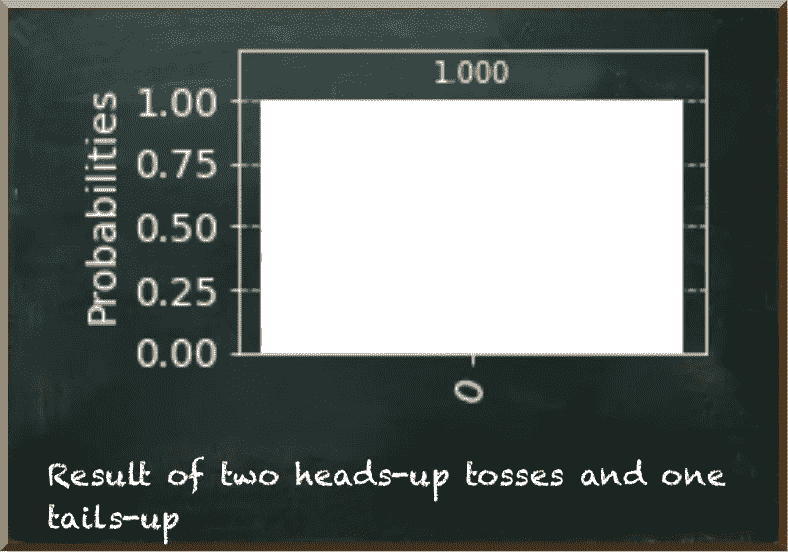 1.000
Probabilities
1.00
0.75
0.50
0.25
0.00
0
Result of two heads-up tosses and one
tails-up